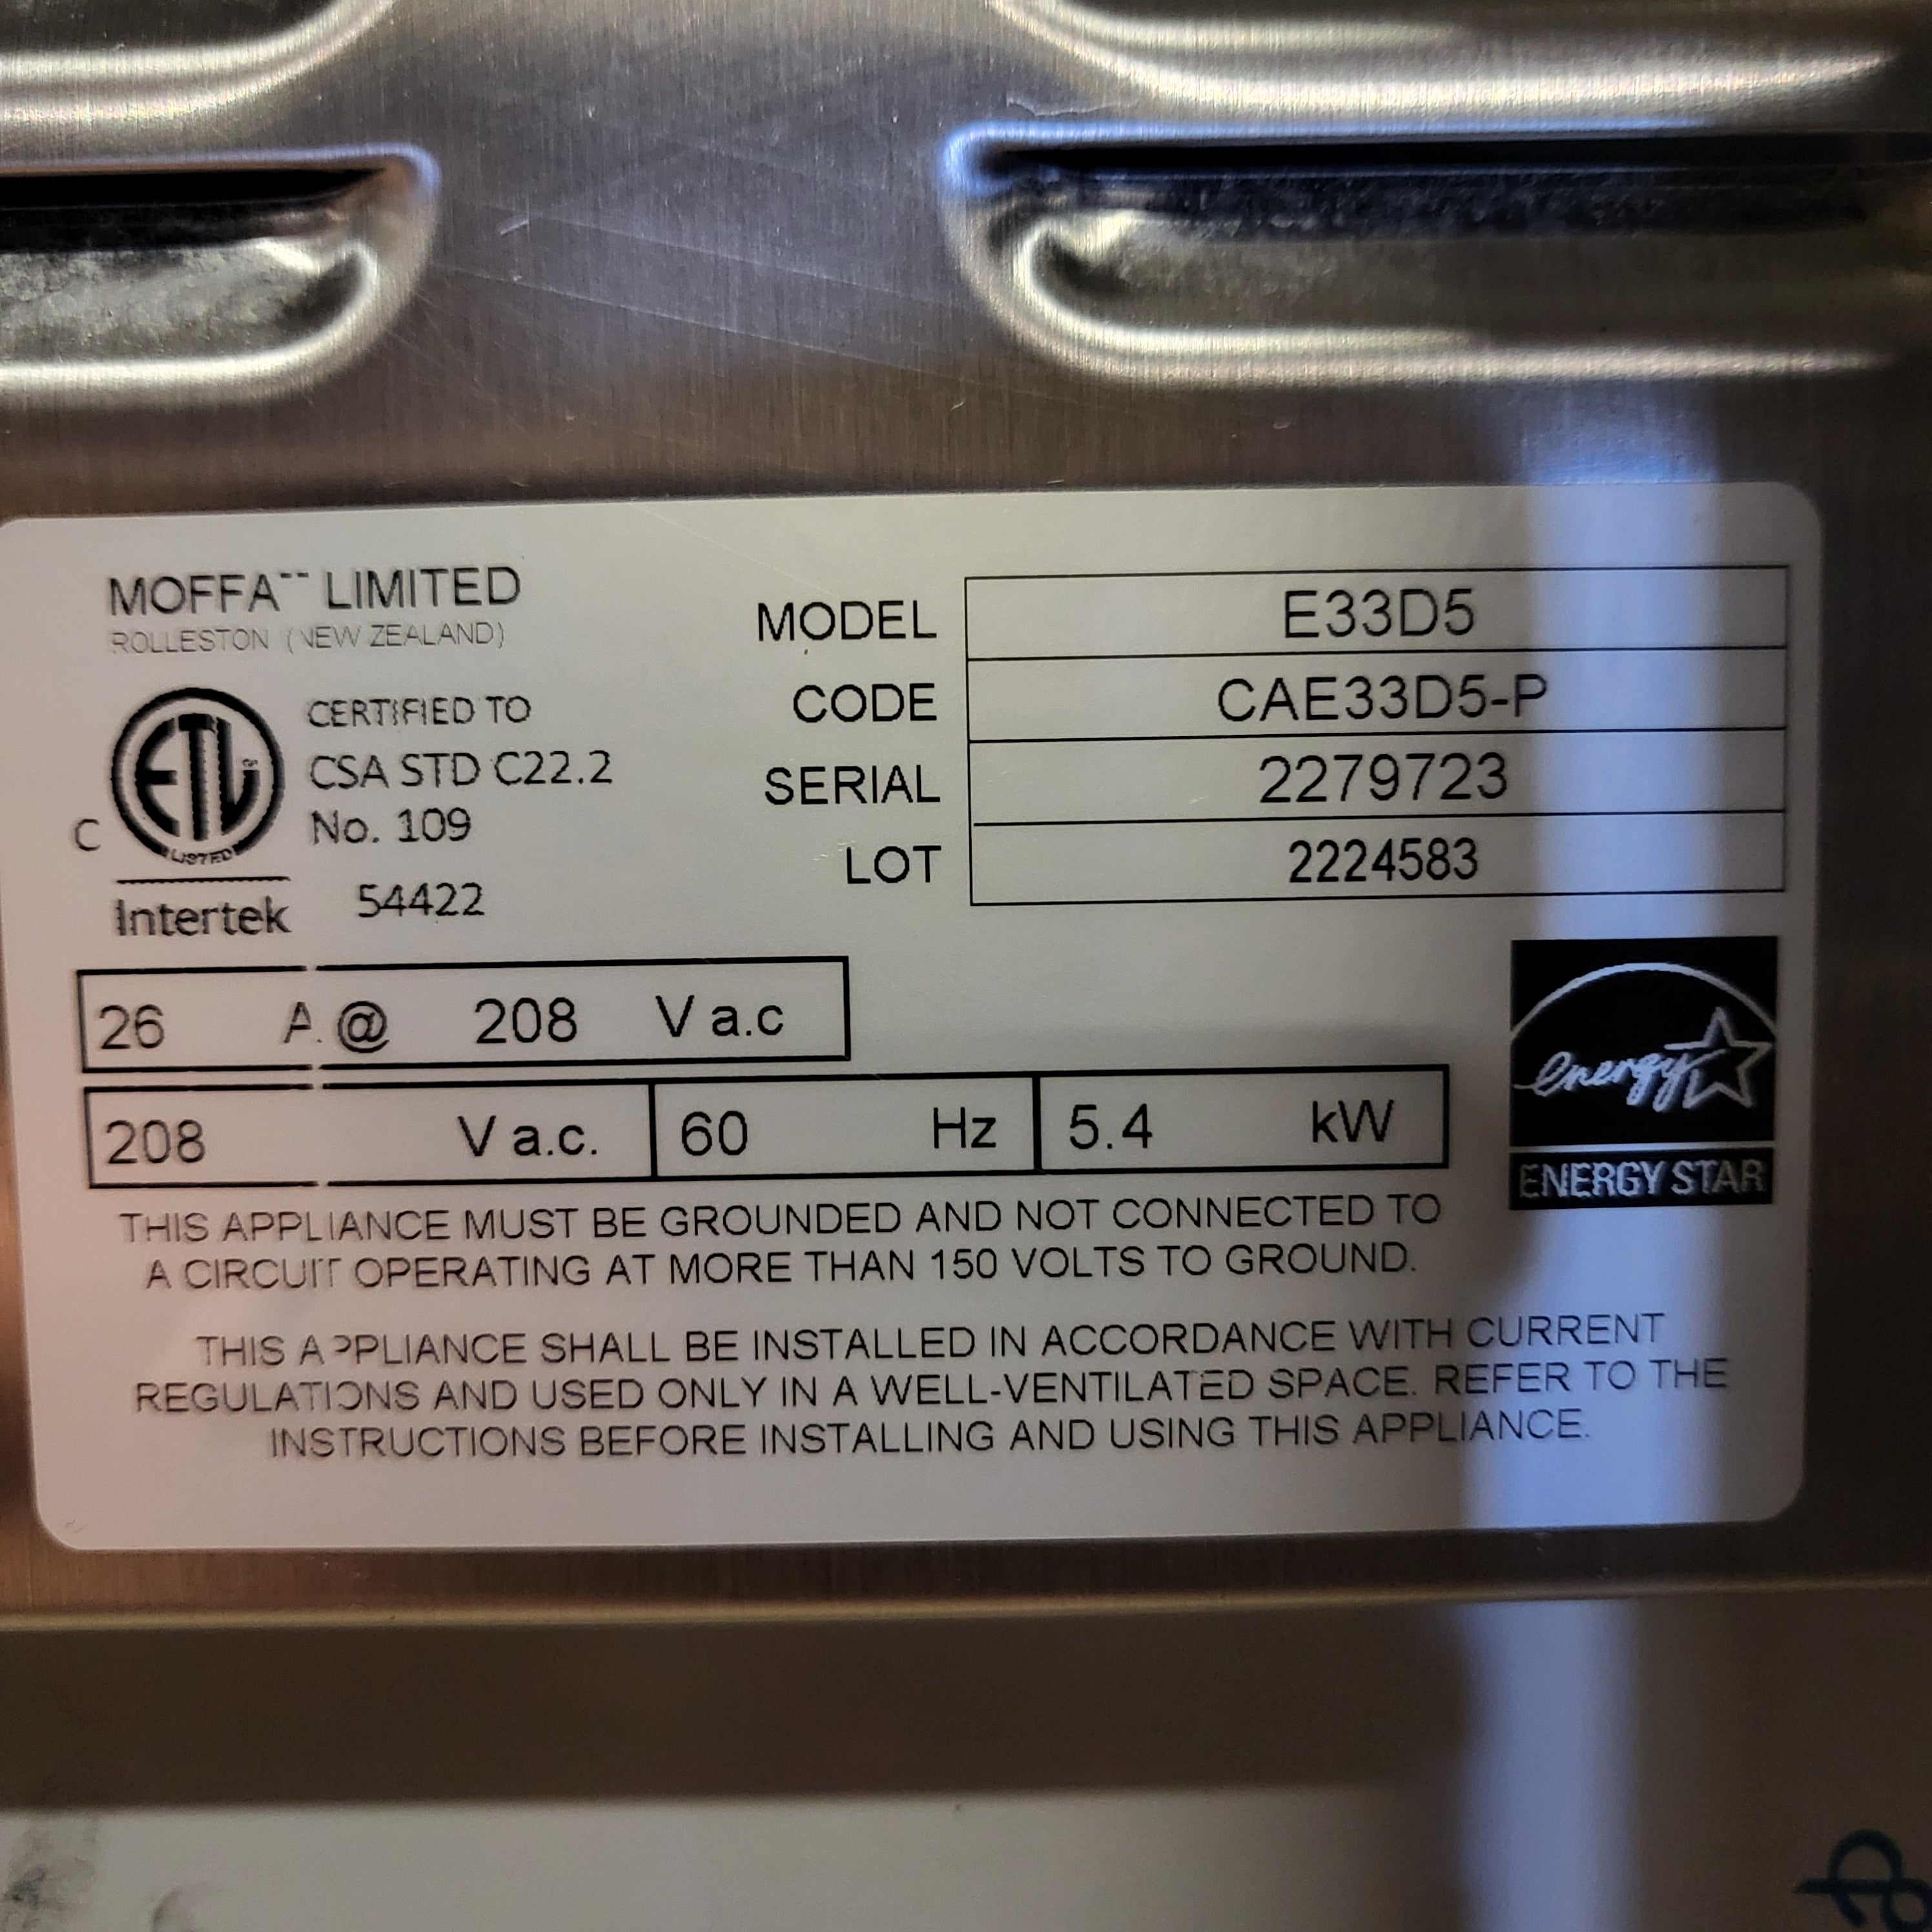 MOFFAT LIMITED
ROLLESTON (NEW ZEALAND)
MODEL E33D5
CODE CAE33D5-P
SERIAL 2279723
LOT 2224583
C ETL LISTED
Intertek
CERTIFIED TO
CSA STD C22.2
No. 109
54422
26 A @ 208 V a.c
208 V a.c. 60 Hz 5.4 kW
energy
ENERGY STAR
THIS APPLIANCE MUST BE GROUNDED AND NOT CONNECTED TO
A CIRCUIT OPERATING AT MORE THAN 150 VOLTS TO GROUND.
THIS APPLIANCE SHALL BE INSTALLED IN ACCORDANCE WITH CURRENT
REGULATIONS AND USED ONLY IN A WELL-VENTILATED SPACE. REFER TO THE
INSTRUCTIONS BEFORE INSTALLING AND USING THIS APPLIANCE.